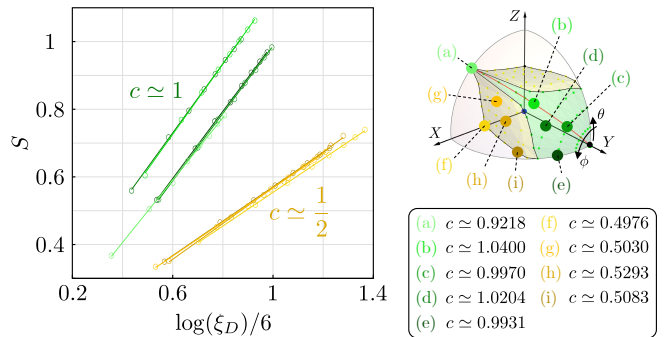 S
1
0.8
0.6
0.4
0.2
0.6
1
1.4
log(ξ_D)/6
c ≃ 1
c ≃ 1/2
Z
X
Y
θ
ϕ
(a)
(b)
(d)
(c)
(g)
(f)
(h)
(i)
(e)
(a) c ≃ 0.9218 (f) c ≃ 0.4976
(b) c ≃ 1.0400 (g) c ≃ 0.5030
(c) c ≃ 0.9970 (h) c ≃ 0.5293
(d) c ≃ 1.0204 (i) c ≃ 0.5083
(e) c ≃ 0.9931